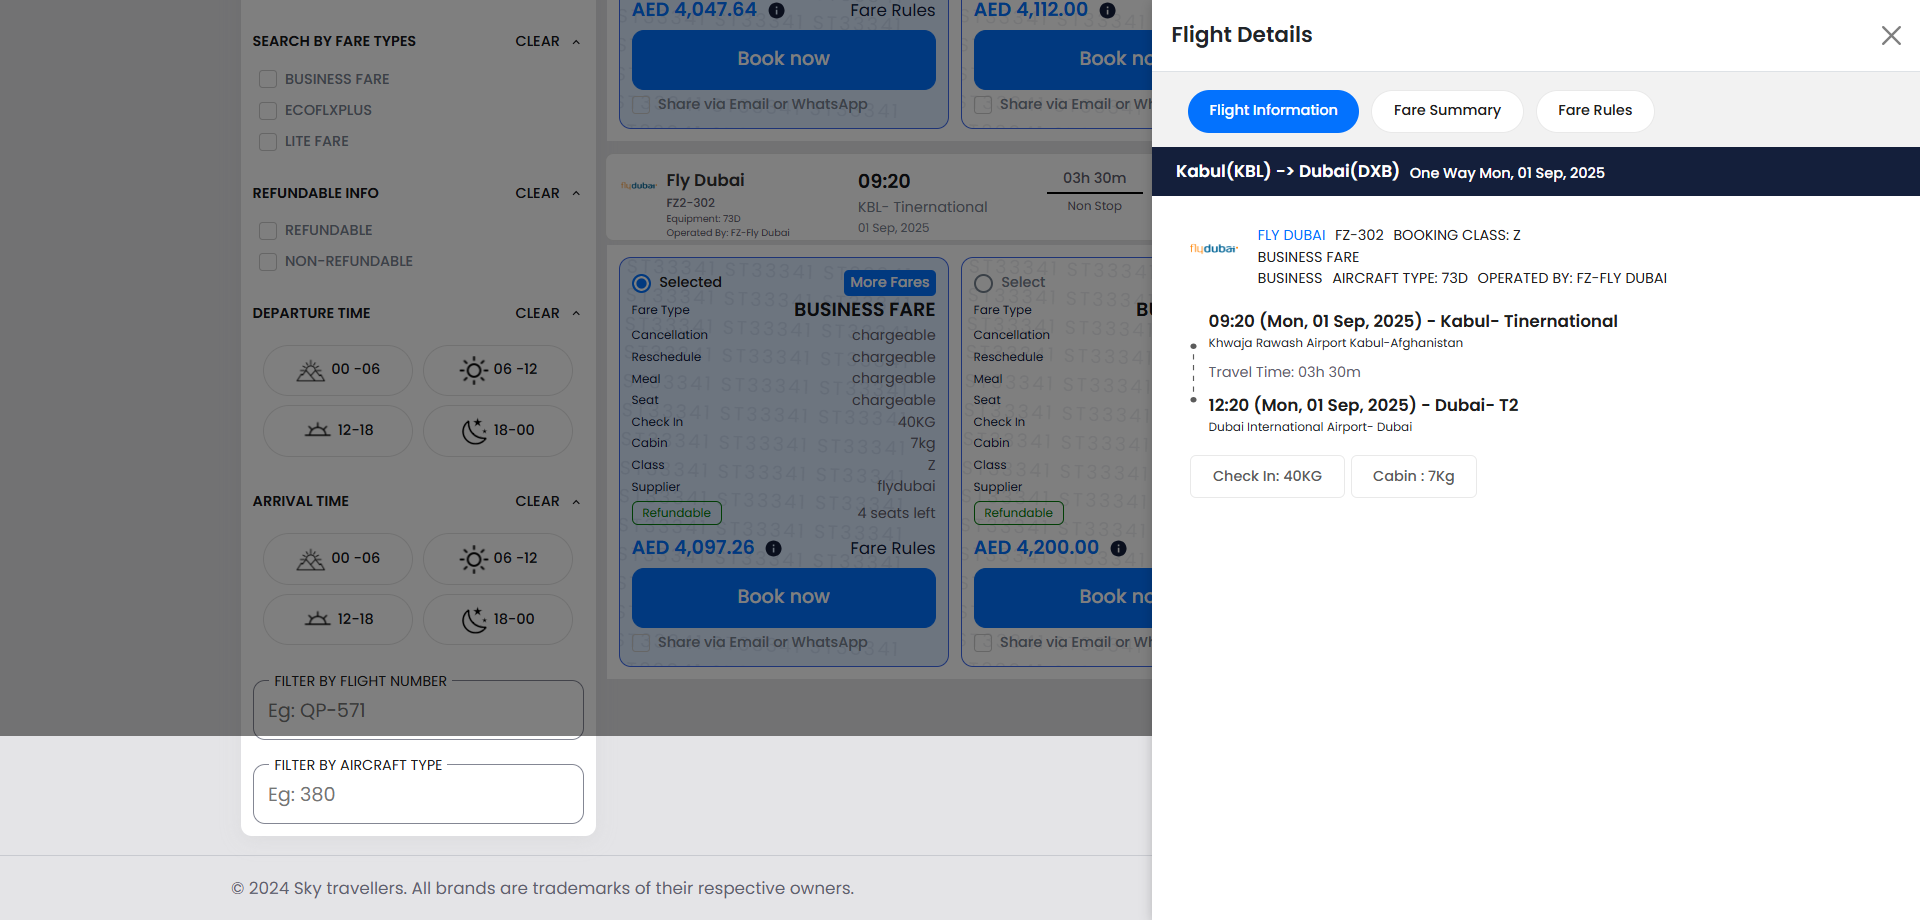 SEARCH BY FARE TYPES CLEAR
BUSINESS FARE
ECOFLXPLUS
LITE FARE
REFUNDABLE INFO CLEAR
REFUNDABLE
NON-REFUNDABLE
DEPARTURE TIME CLEAR
00 -06 06 -12
12-18 18-00
ARRIVAL TIME CLEAR
00 -06 06 -12
12-18 18-00
FILTER BY FLIGHT NUMBER
Eg: QP-571
FILTER BY AIRCRAFT TYPE
Eg: 380
AED 4,047.64 Fare Rules
Book now
Share via Email or WhatsApp
AED 4,112.00
Book no
Share via Email or Wh
flydubai
Fly Dubai
FZ2-302
Equipment: 73D
Operated By: FZ-Fly Dubai
09:20
KBL- Tinernational
01 Sep, 2025
03h 30m
Non Stop
Selected More Fares
Fare Type BUSINESS FARE
Cancellation chargeable
Reschedule chargeable
Meal chargeable
Seat chargeable
Check In 40KG
Cabin 7kg
Class Z
Supplier flydubai
Refundable 4 seats left
AED 4,097.26 Fare Rules
Book now
Share via Email or WhatsApp
ST33341
Select
Fare Type B
Cancellation
Reschedule
Meal
Seat
Check In
Cabin
Class
Supplier
Refundable
AED 4,200.00
Book no
Share via Email or Wh
© 2024 Sky travellers. All brands are trademarks of their respective owners.
Flight Details
Flight Information Fare Summary Fare Rules
Kabul(KBL) -> Dubai(DXB) One Way Mon, 01 Sep, 2025
flydubai
FLY DUBAI FZ-302 BOOKING CLASS: Z
BUSINESS FARE
BUSINESS AIRCRAFT TYPE: 73D OPERATED BY: FZ-FLY DUBAI
09:20 (Mon, 01 Sep, 2025) - Kabul- Tinernational
Khwaja Rawash Airport Kabul-Afghanistan
Travel Time: 03h 30m
12:20 (Mon, 01 Sep, 2025) - Dubai- T2
Dubai International Airport- Dubai
Check In: 40KG Cabin : 7Kg